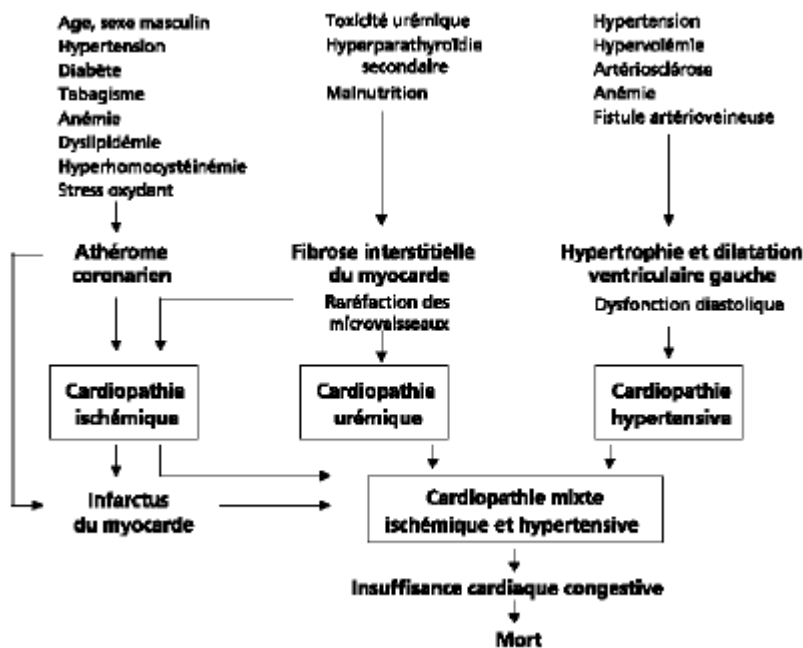 Age, sexe masculin
Hypertension
Diabète
Tabagisme
Anémie
Dyslipidémie
Hyperhomocystéinémie
Stress oxydant
Toxicité urémique
Hyperparathyroïdie
secondaire
Malnutrition
Hypertension
Hypervolémie
Artériosclérose
Anémie
Fistule artérioveineuse
Athérome
coronarien
Fibrose interstitielle
du myocarde
Raréfaction des
microvaisseaux
Hypertrophie et dilatation
ventriculaire gauche
Dysfonction diastolique
Cardiopathie
ischémique
Cardiopathie
urémique
Cardiopathie
hypertensive
Infarctus
du myocarde
Cardiopathie mixte
ischémique et hypertensive
Insuffisance cardiaque congestive
Mort